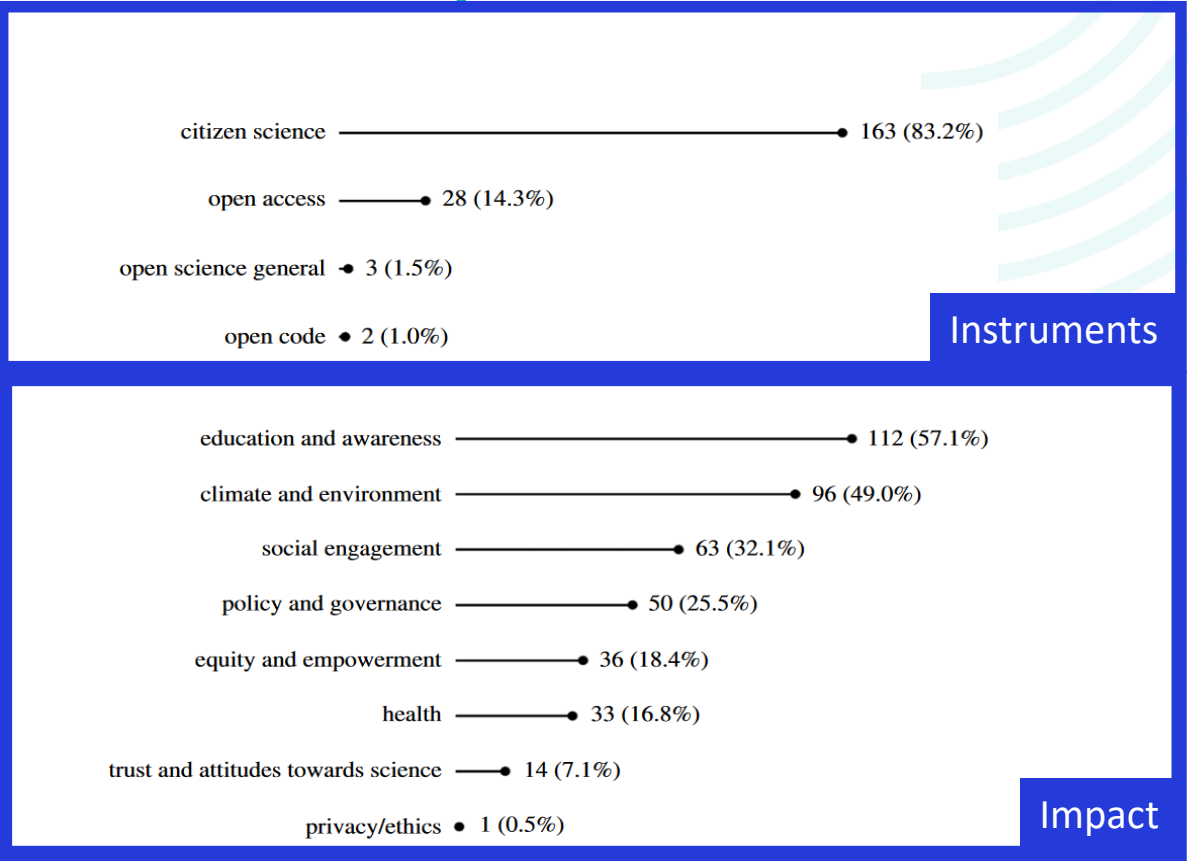 citizen science 163 (83.2%)
open access 28 (14.3%)
open science general 3 (1.5%)
open code 2 (1.0%)
Instruments
education and awareness 112 (57.1%)
climate and environment 96 (49.0%)
social engagement 63 (32.1%)
policy and governance 50 (25.5%)
equity and empowerment 36 (18.4%)
health 33 (16.8%)
trust and attitudes towards science 14 (7.1%)
privacy/ethics 1 (0.5%)
Impact